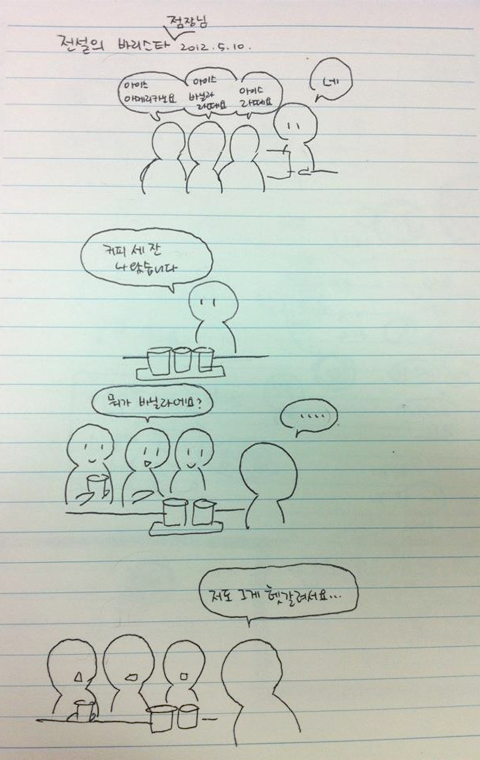 점장님
전설의 바리스타 2012.5.10.
아이스
아메리카노요
아이스
바닐라
라떼요
아이스
라떼요
네
커피 세 잔
나왔습니다
뭐가 바닐라에요?
....
저도 그게 헷갈려서요...